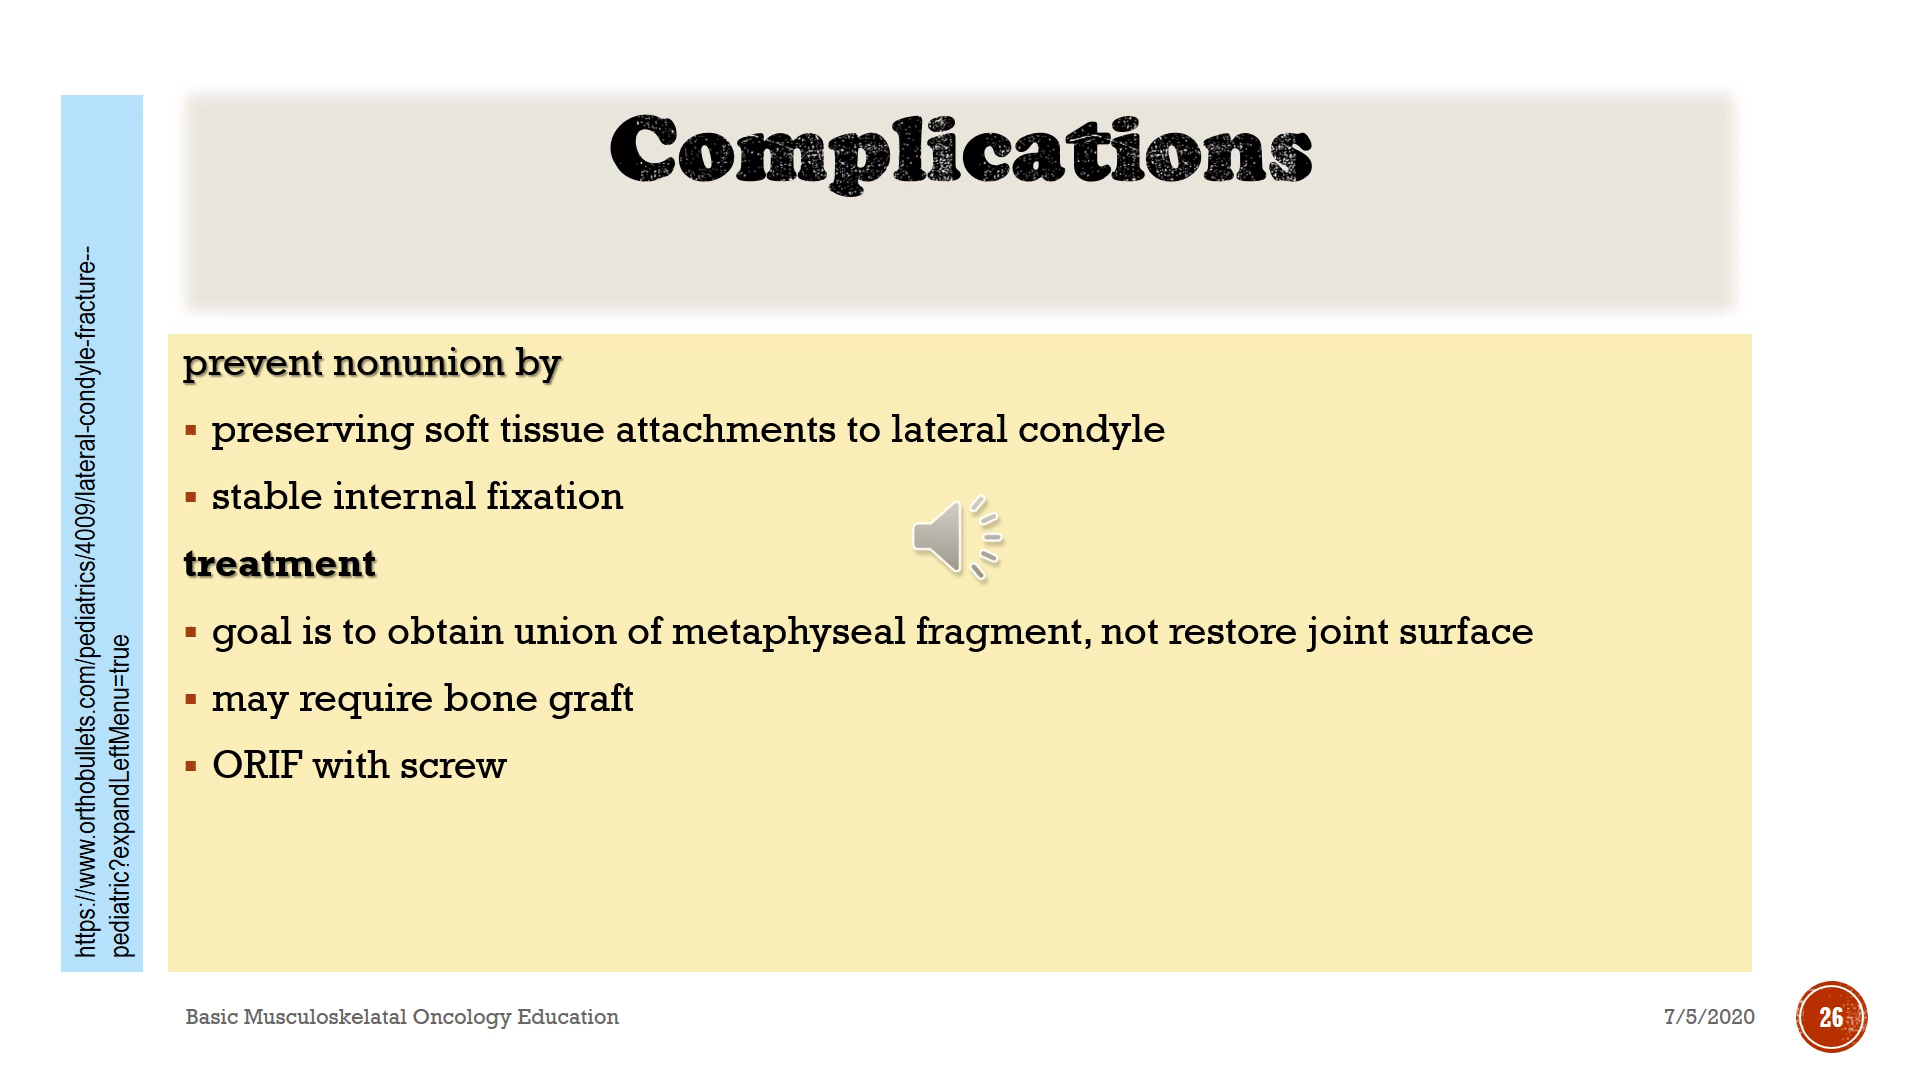 Complications
https://www.orthobullets.com/pediatrics/4009/lateral-condyle-fracture--
pediatric?expandLeftMenu=true
prevent nonunion by
▪ preserving soft tissue attachments to lateral condyle
▪ stable internal fixation
treatment
▪ goal is to obtain union of metaphyseal fragment, not restore joint surface
▪ may require bone graft
▪ ORIF with screw
Basic Musculoskelatal Oncology Education
7/5/2020
26